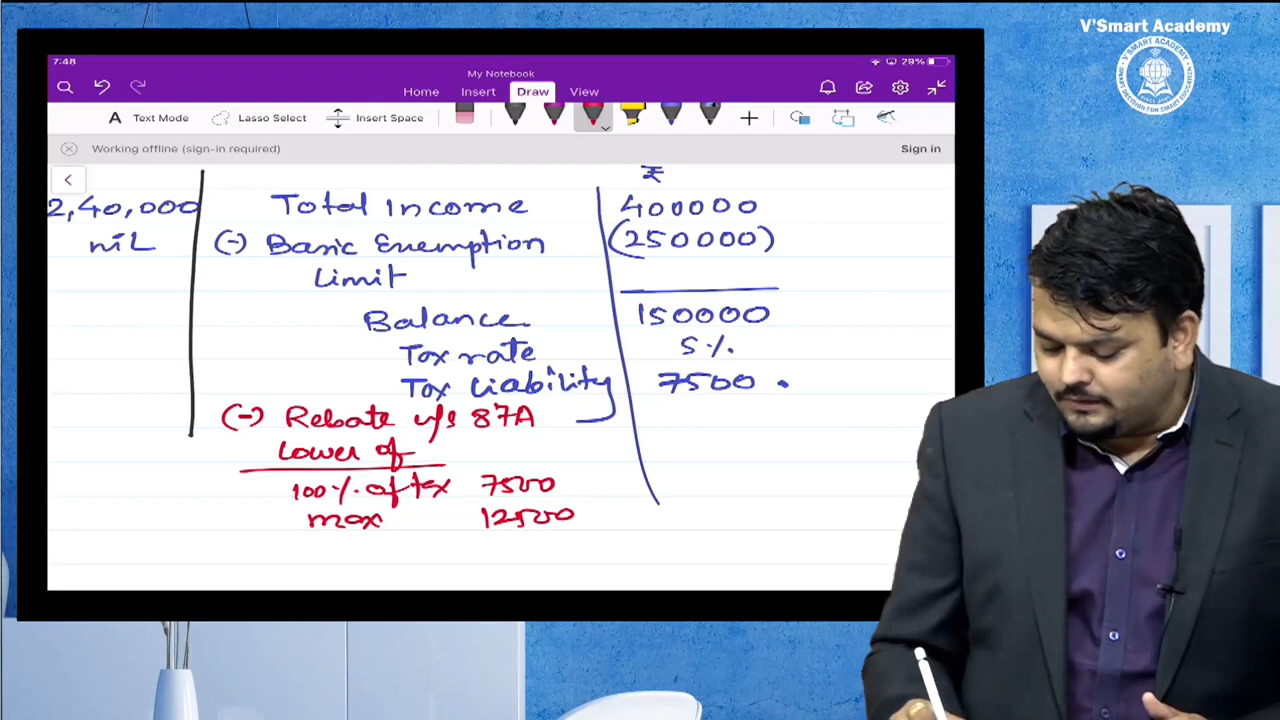 V'Smart Academy
7:48
29%
My Notebook
Home Insert Draw View
Text Mode Lasso Select Insert Space
Working offline (sign-in required) Sign in
₹
2,40,000 Total Income 400000
nil (-) Basic Exemption (250000)
Limit
Balance 150000
Tax rate 5%
Tax Liability 7500
(-) Rebate u/s 87A
Lower of
100% of tax 7500
max 12500